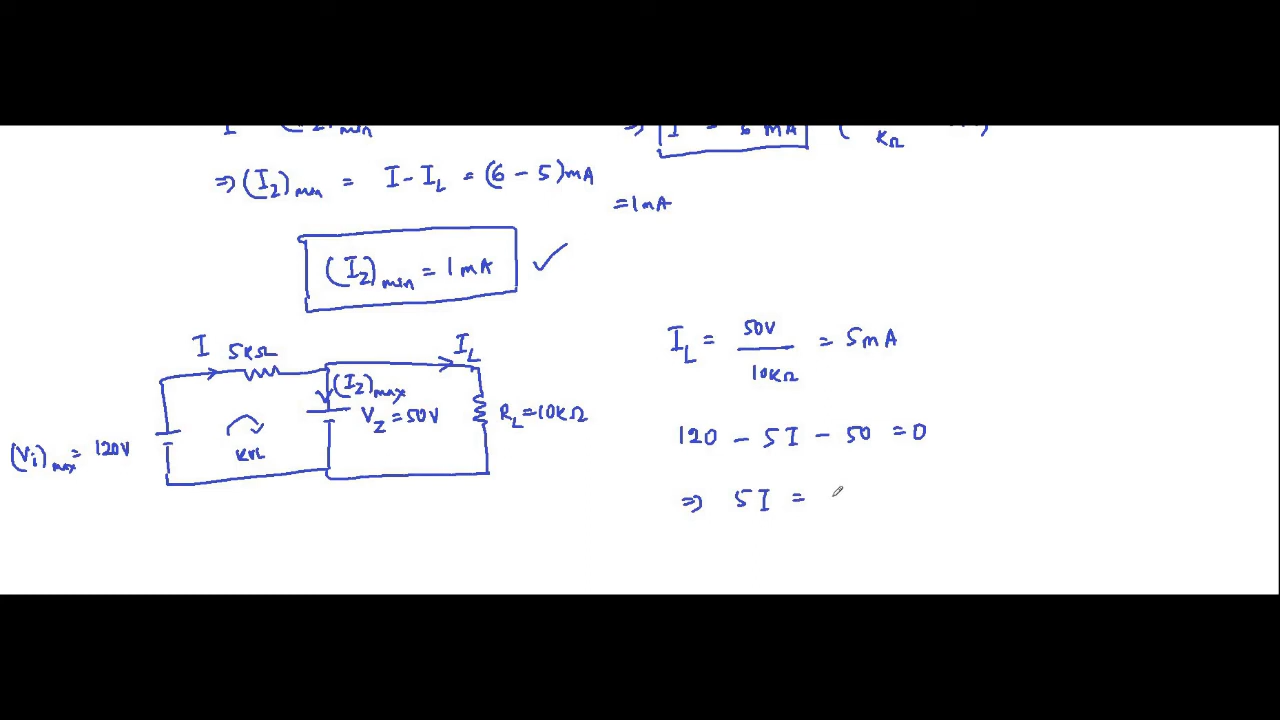 ⇒ (I_Z)_min = I - I_L = (6 - 5)mA
= 1mA
(I_Z)_min = 1mA ✓
I 5KΩ I_L
(I_Z)_max
V_Z = 50V
R_L = 10KΩ
KVL
(Vi)_max = 120V
I_L = 50V / 10KΩ = 5mA
120 - 5I - 50 = 0
⇒ 5I =